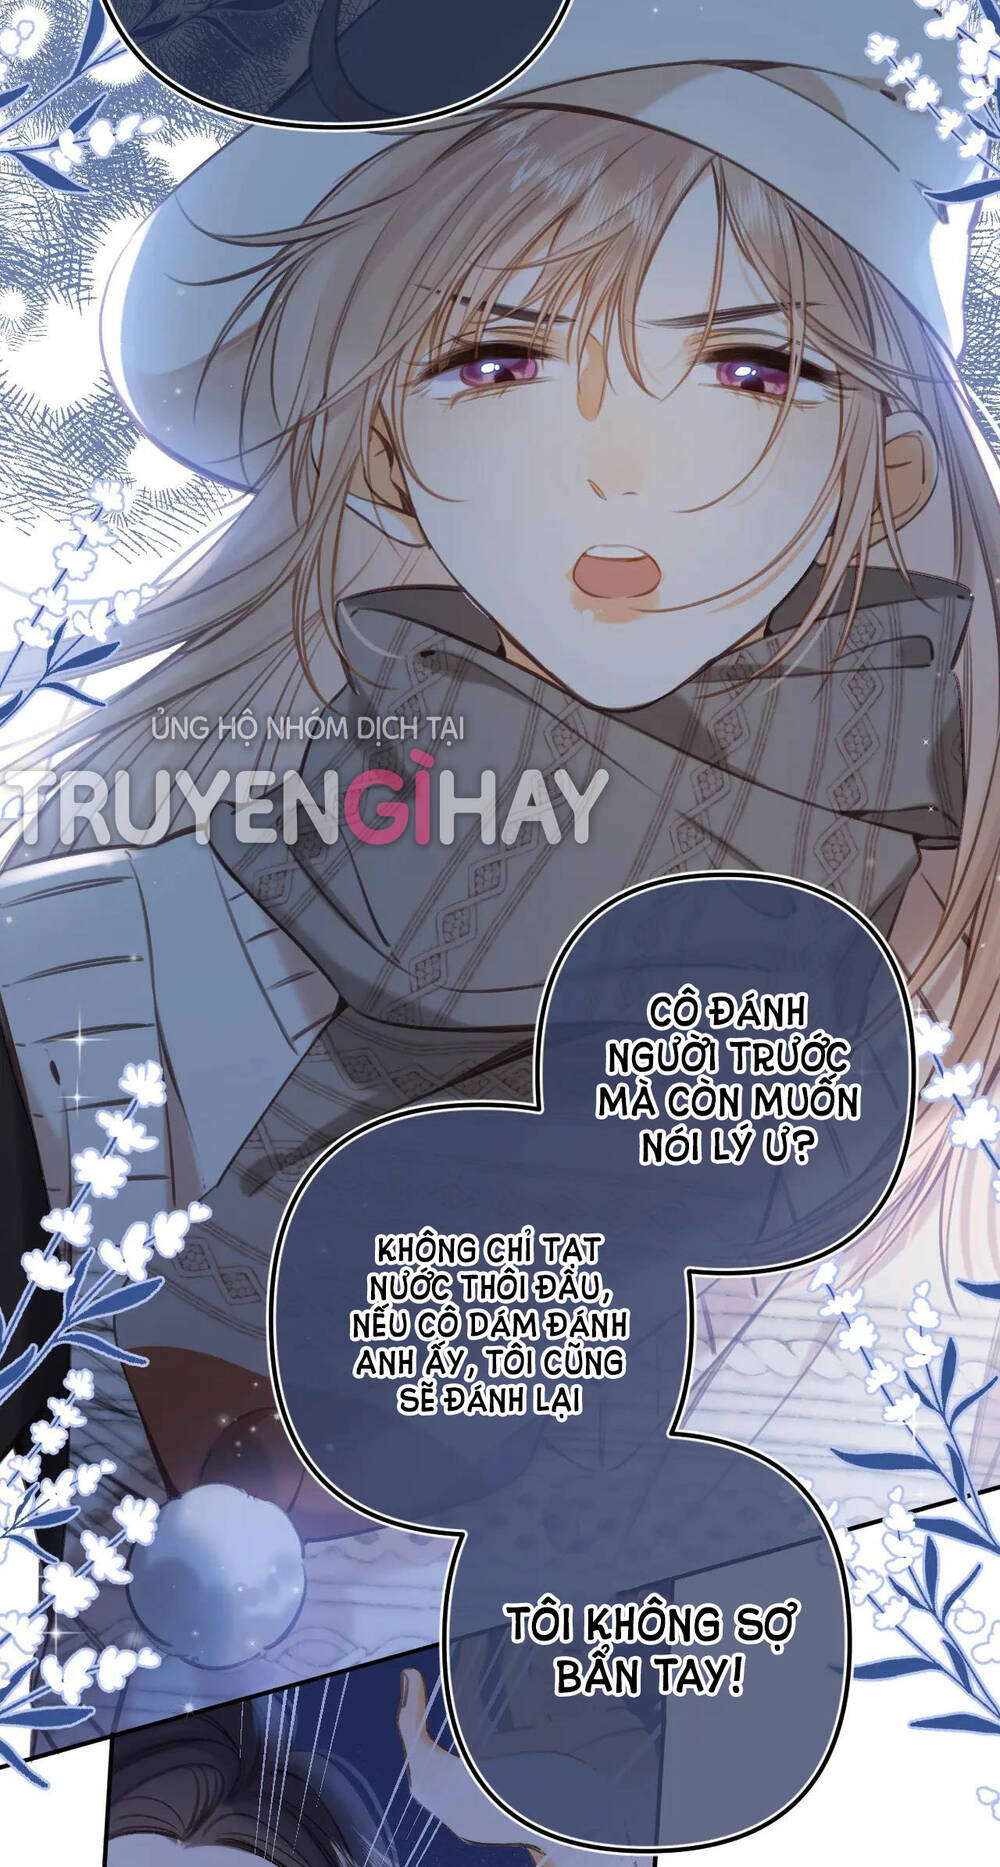 ỦNG HỘ NHÓM DỊCH TẠI
TRUYENGÌHAY
CÔ ĐÁNH
NGƯỜI TRƯỚC
MÀ CÒN MUỐN
NÓI LÝ Ư?
KHÔNG CHỈ TẠT
NƯỚC THÔI ĐÂU,
NẾU CÔ DÁM ĐÁNH
ANH ẤY, TÔI CŨNG
SẼ ĐÁNH LẠI
TÔI KHÔNG SỢ
BẨN TAY!